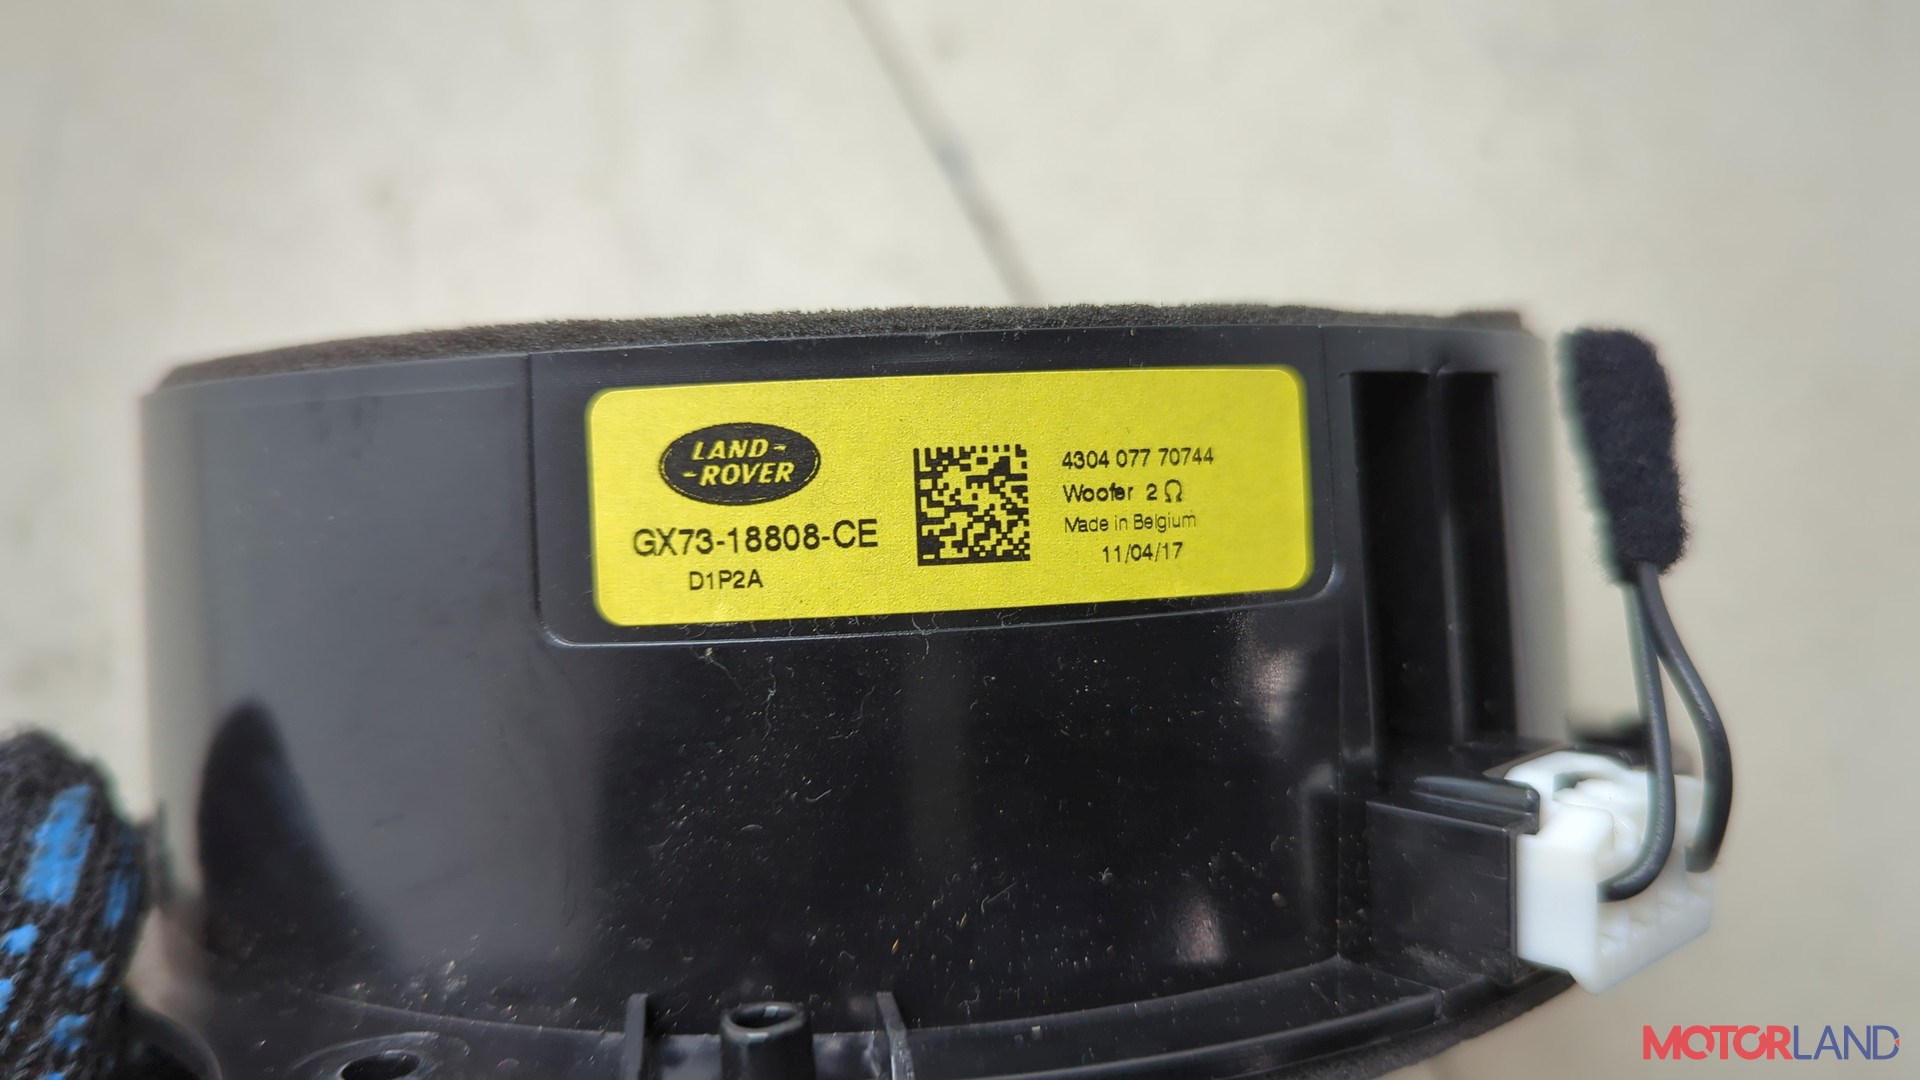 LAND-
-ROVER
GX73-18808-CE
D1P2A
4304 077 70744
Woofer 2 Ω
Made in Belgium
11/04/17
MOTORLAND